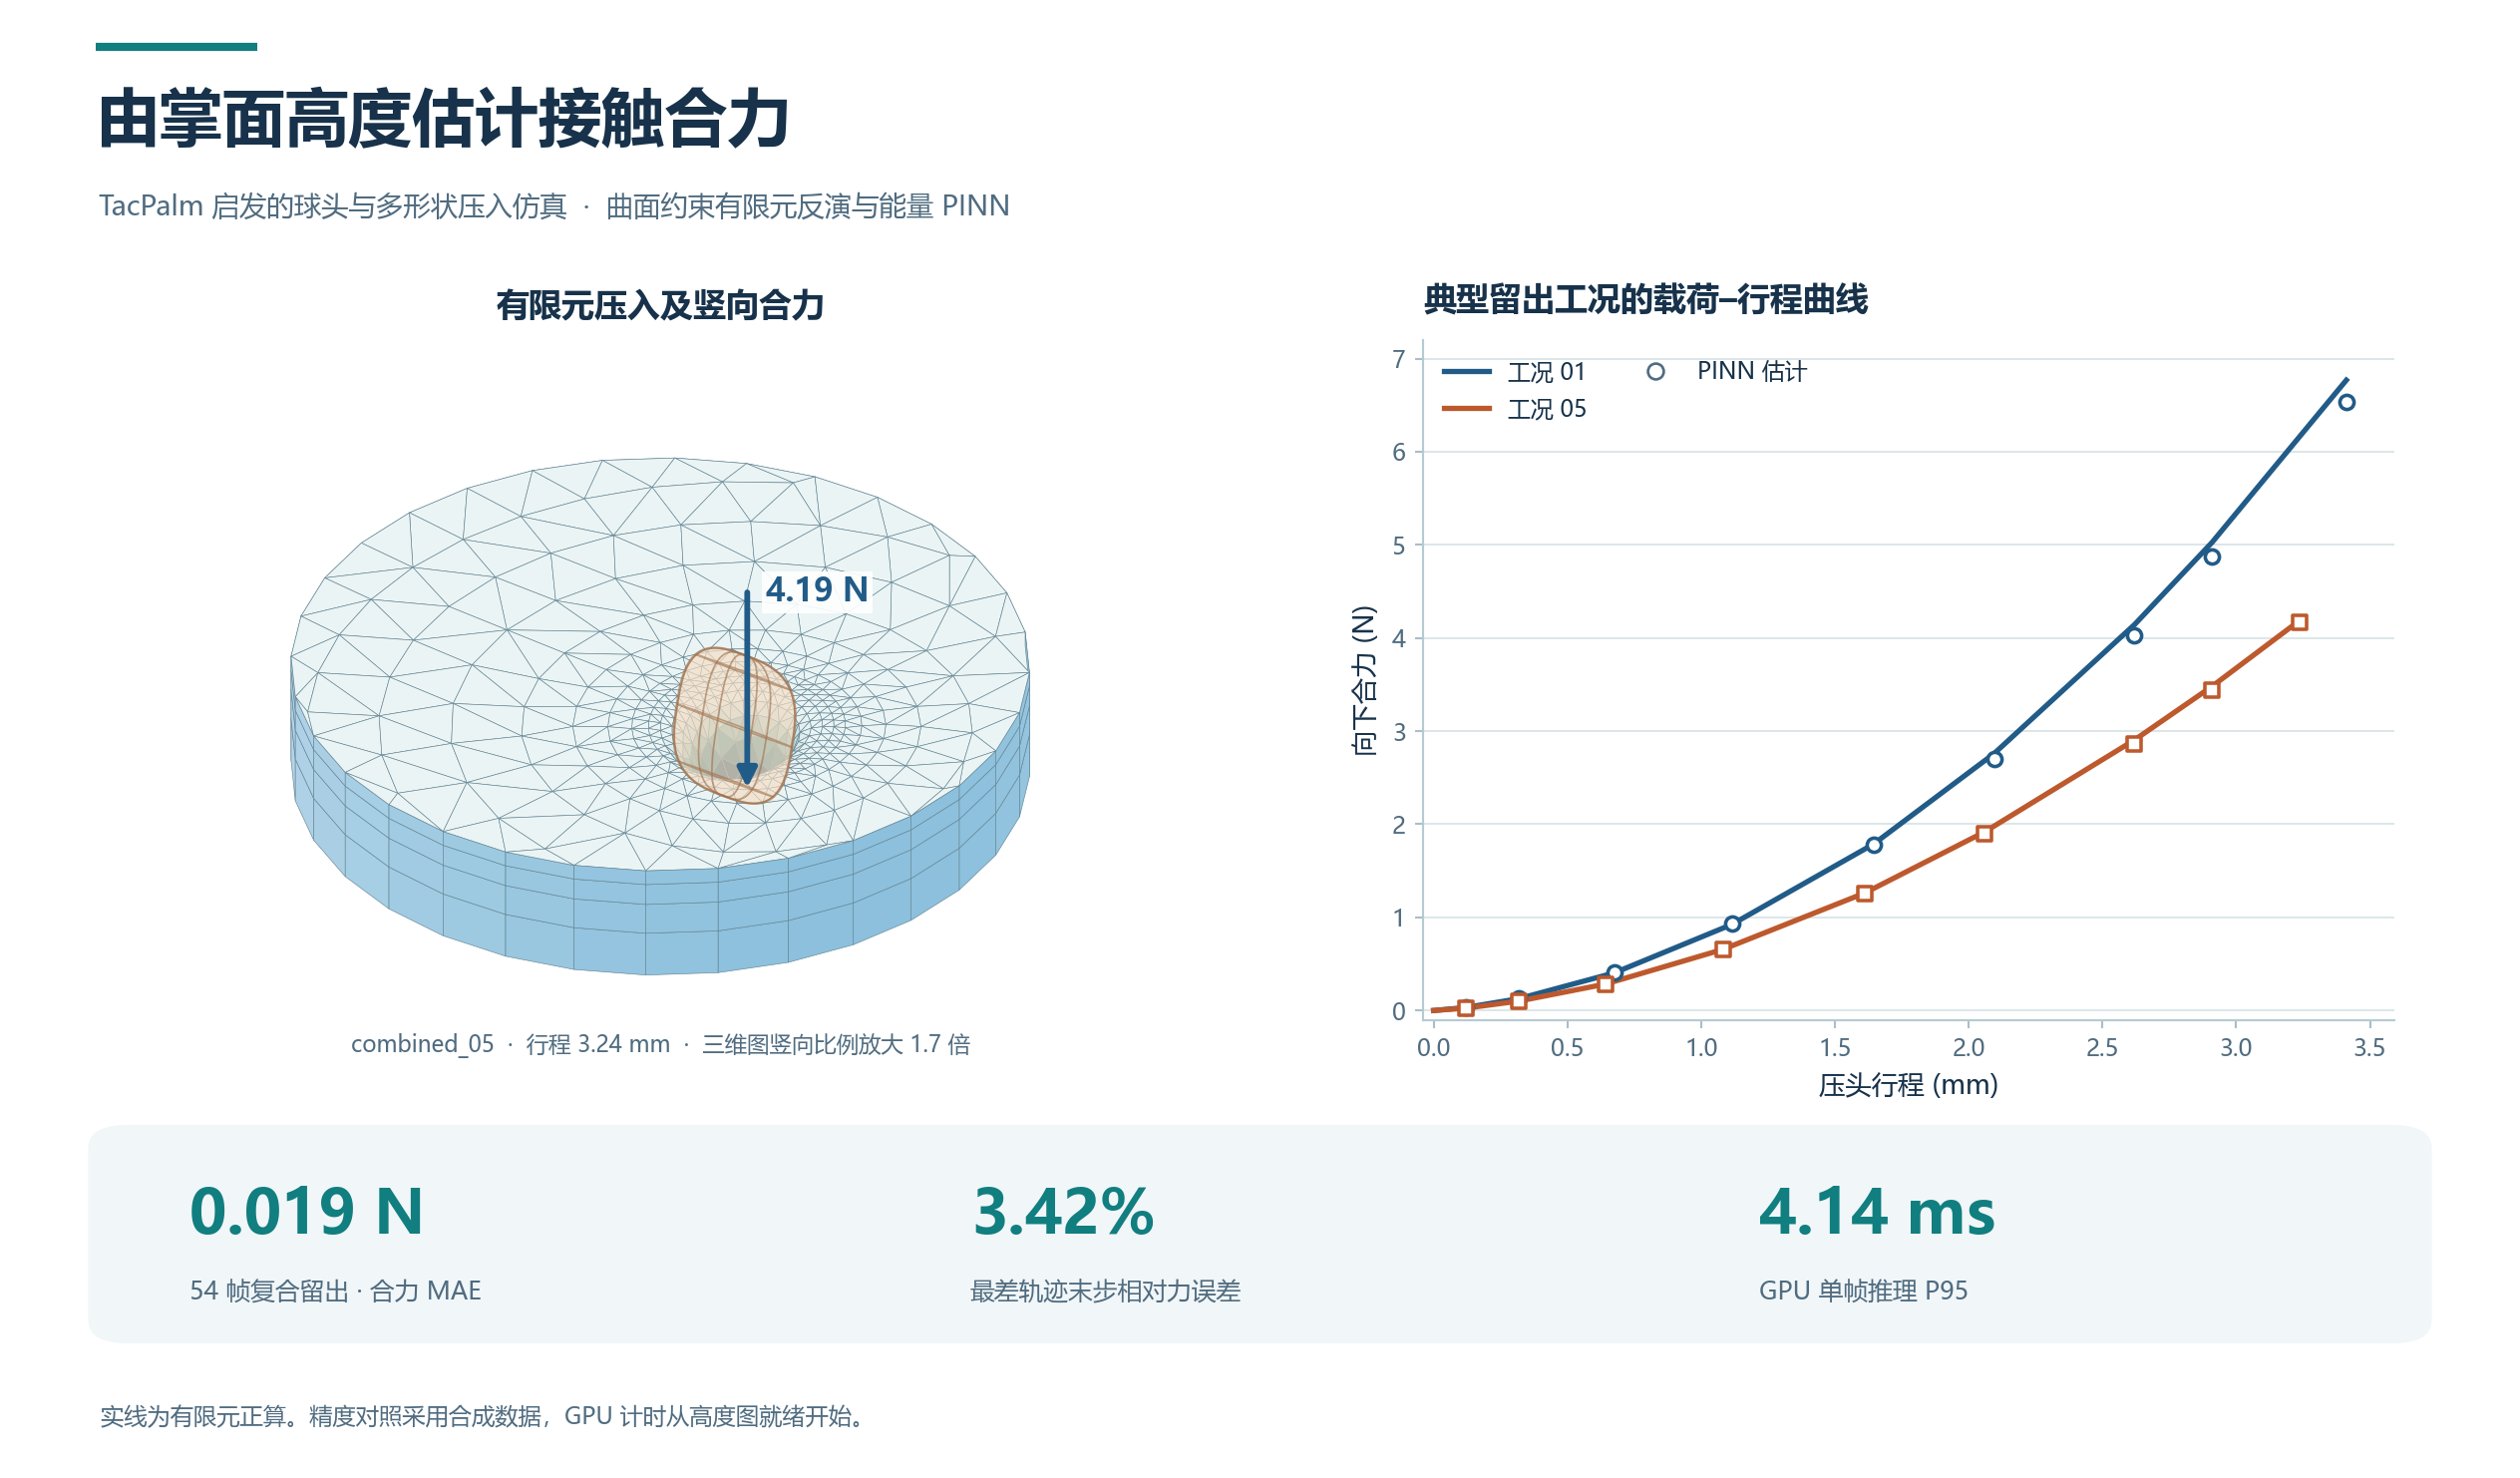 由掌面高度估计接触合力
TacPalm 启发的球头与多形状压入仿真 · 曲面约束有限元反演与能量 PINN
有限元压入及竖向合力
4.19 N
combined_05 · 行程 3.24 mm · 三维图竖向比例放大 1.7 倍
典型留出工况的载荷–行程曲线
工况 01
PINN 估计
工况 05
向下合力 (N)
7
6
5
4
3
2
1
0
0.0 0.5 1.0 1.5 2.0 2.5 3.0 3.5
压头行程 (mm)
0.019 N
54 帧复合留出 · 合力 MAE
3.42%
最差轨迹末步相对力误差
4.14 ms
GPU 单帧推理 P95
实线为有限元正算。精度对照采用合成数据，GPU 计时从高度图就绪开始。